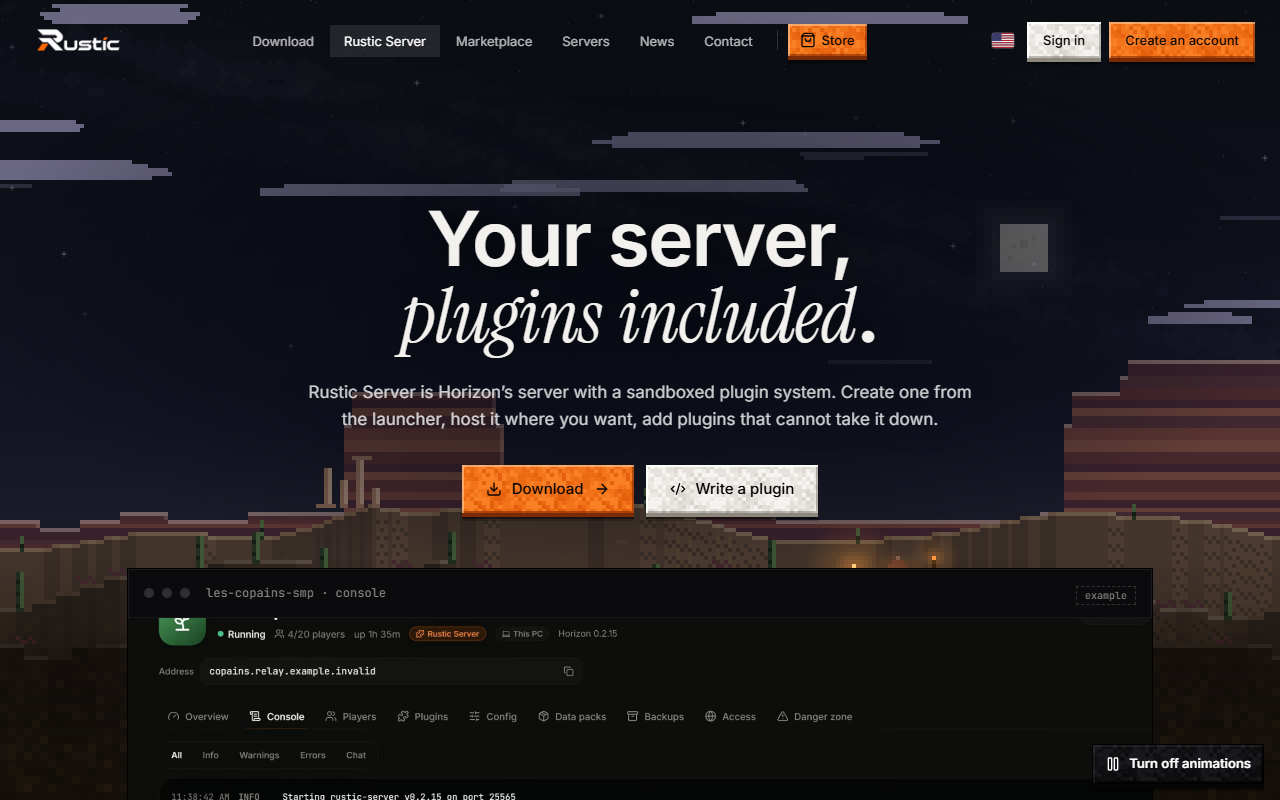 Rustic
Download
Rustic Server
Marketplace
Servers
News
Contact
Store
Sign in
Create an account
Your server,
plugins included.
Rustic Server is Horizon’s server with a sandboxed plugin system. Create one from
the launcher, host it where you want, add plugins that cannot take it down.
Download
Write a plugin
les-copains-smp · console
example
Running
4/20 players
up 1h 35m
Rustic Server
This PC
Horizon 0.2.15
Address
copains.relay.example.invalid
Overview
Console
Players
Plugins
Config
Data packs
Backups
Access
Danger zone
All
Info
Warnings
Errors
Chat
Turn off animations
11:38:42 AM INFO Starting rustic-server v0.2.15 on port 25565